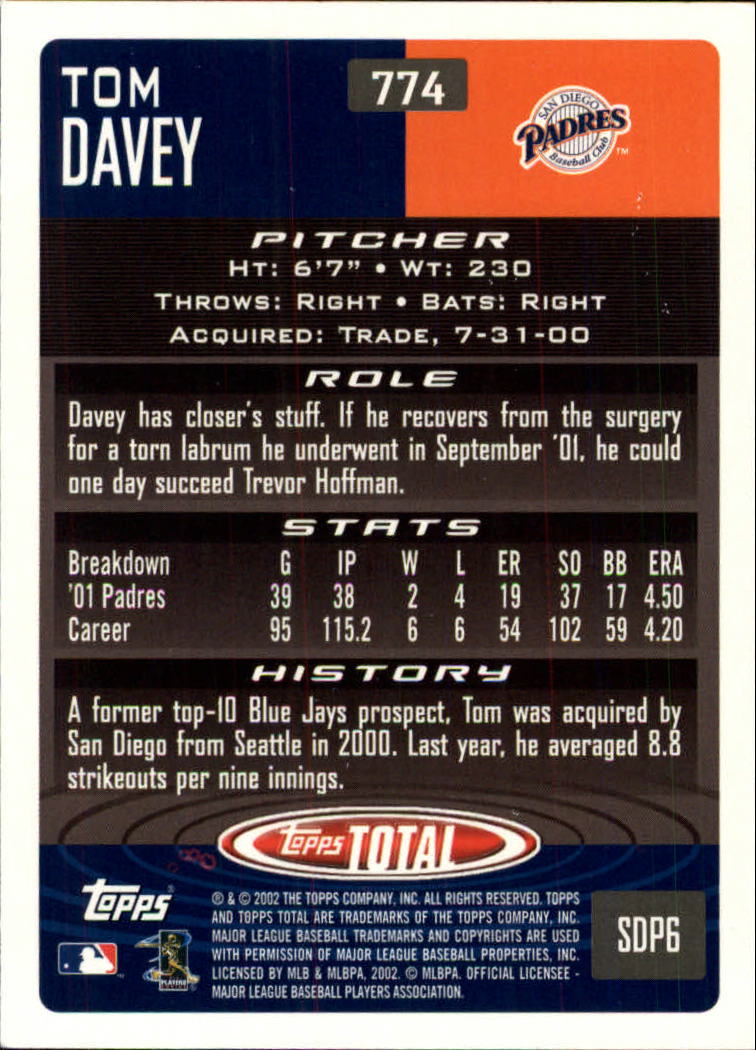 TOM
DAVEY
774
SAN DIEGO
PADRES
Baseball Club
TM
PITCHER
HT: 6'7" • WT: 230
THROWS: RIGHT • BATS: RIGHT
ACQUIRED: TRADE, 7-31-00
ROLE
Davey has closer's stuff. If he recovers from the surgery
for a torn labrum he underwent in September '01, he could
one day succeed Trevor Hoffman.
STATS
Breakdown G IP W L ER SO BB ERA
'01 Padres 39 38 2 4 19 37 17 4.50
Career 95 115.2 6 6 54 102 59 4.20
HISTORY
A former top-10 Blue Jays prospect, Tom was acquired by
San Diego from Seattle in 2000. Last year, he averaged 8.8
strikeouts per nine innings.
Topps TOTAL
Topps®
® & © 2002 THE TOPPS COMPANY, INC. ALL RIGHTS RESERVED. TOPPS
AND TOPPS TOTAL ARE TRADEMARKS OF THE TOPPS COMPANY, INC.
MAJOR LEAGUE BASEBALL TRADEMARKS AND COPYRIGHTS ARE USED
WITH PERMISSION OF MAJOR LEAGUE BASEBALL PROPERTIES, INC.
LICENSED BY MLB & MLBPA, 2002. © MLBPA. OFFICIAL LICENSEE -
MAJOR LEAGUE BASEBALL PLAYERS ASSOCIATION.
PLAYERS
SDP6